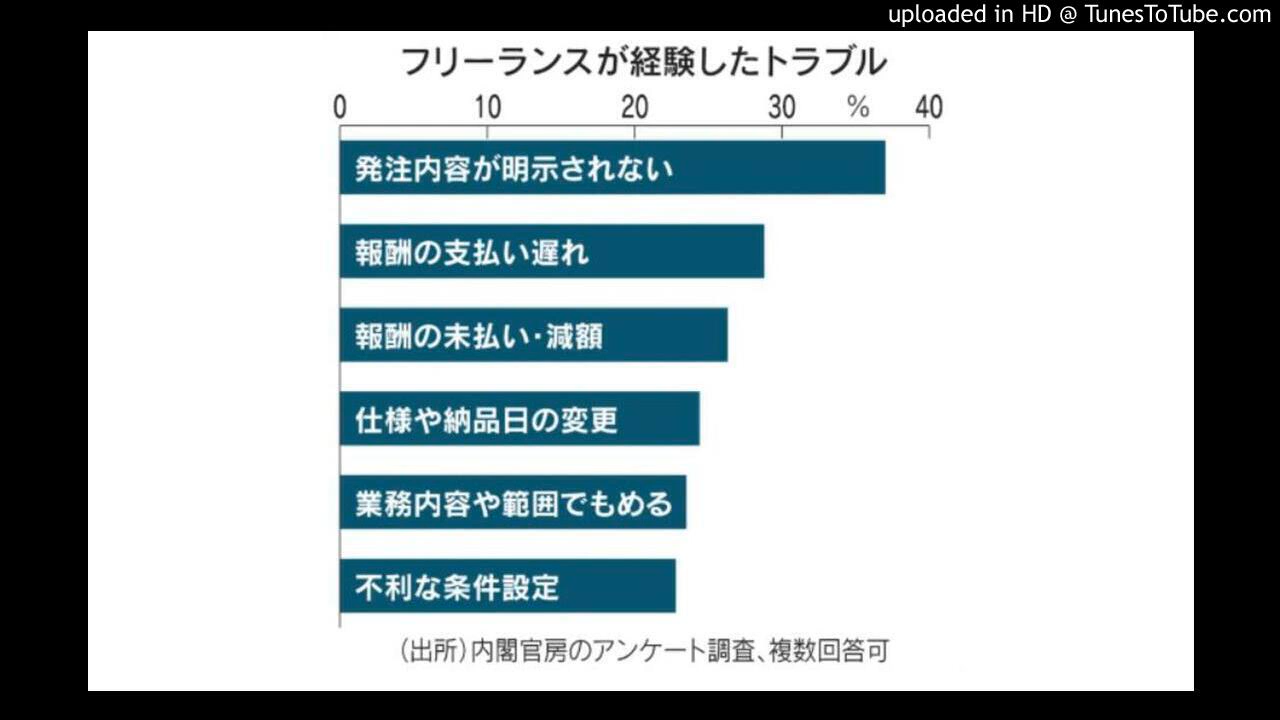 uploaded in HD @ TunesToTube.com
フリーランスが経験したトラブル
0 10 20 30 % 40
発注内容が明示されない
報酬の支払い遅れ
報酬の未払い・減額
仕様や納品日の変更
業務内容や範囲でもめる
不利な条件設定
（出所）内閣官房のアンケート調査、複数回答可